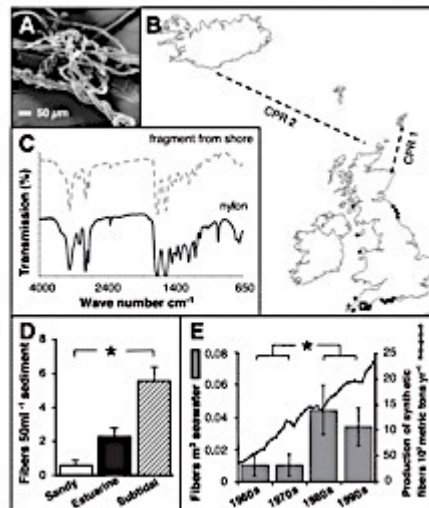 A
50 µm
B
CPR 2
CPR 1
C
fragment from shore
nylon
Transmission (%)
4000
2400
650
Wave number cm⁻¹
D
Fibers 50ml⁻¹ sediment
6
4
2
0
Sandy
Estuarine
Subtidal
*
E
Fibers m³ seawater
0.08
0.06
0.04
0.02
0
1960s
1970s
1980s
1990s
*
25
20
15
10
5
0
Production of synthetic
fibers 10⁶ metric tons yr⁻¹